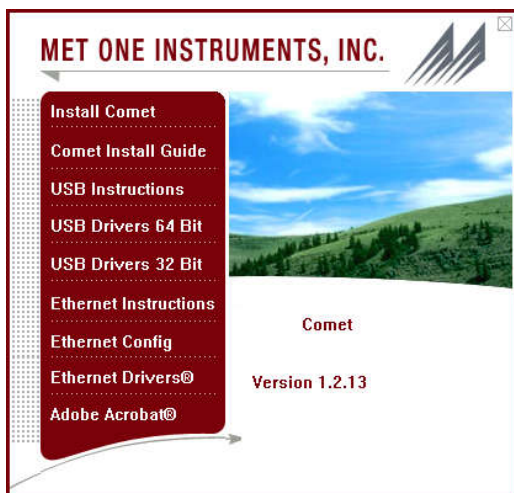 MET ONE INSTRUMENTS, INC.
Install Comet
Comet Install Guide
USB Instructions
USB Drivers 64 Bit
USB Drivers 32 Bit
Ethernet Instructions
Ethernet Config
Ethernet Drivers®
Adobe Acrobat®
Comet
Version 1.2.13